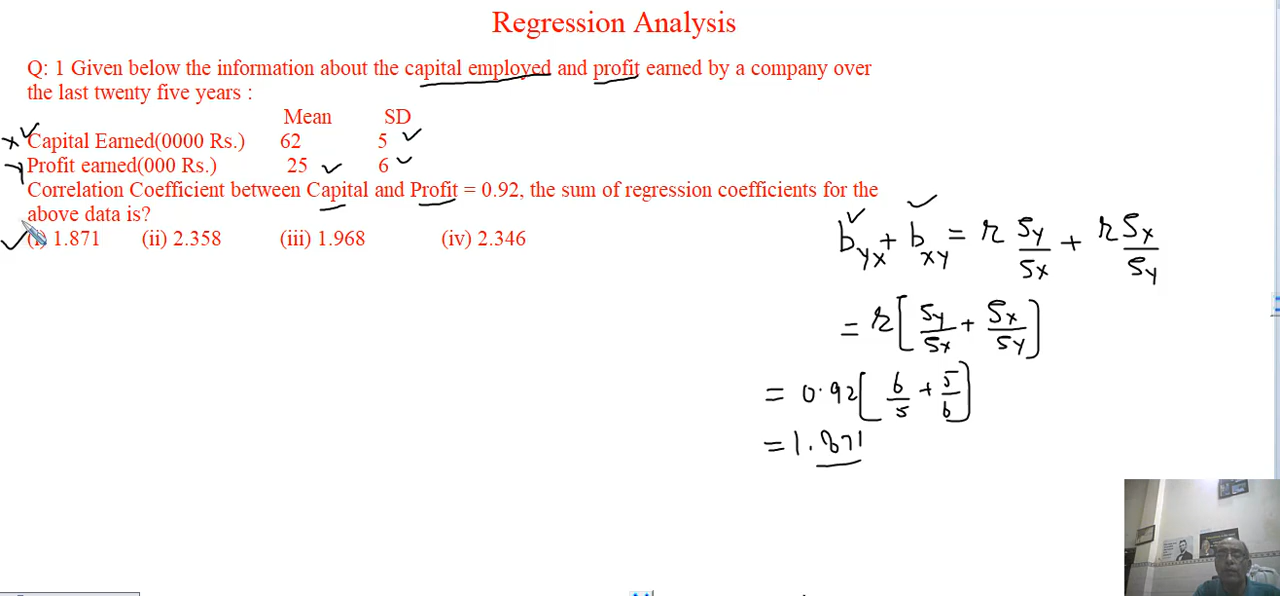 Regression Analysis
Q: 1 Given below the information about the capital employed and profit earned by a company over
the last twenty five years :
Mean SD
x Capital Earned(0000 Rs.) 62 5
y Profit earned(000 Rs.) 25 6
Correlation Coefficient between Capital and Profit = 0.92, the sum of regression coefficients for the
above data is?
(i) 1.871 (ii) 2.358 (iii) 1.968 (iv) 2.346
b_yx + b_xy = r Sy/Sx + r Sx/Sy
= r [ Sy/Sx + Sx/Sy ]
= 0.92 [ 6/5 + 5/6 ]
= 1.871